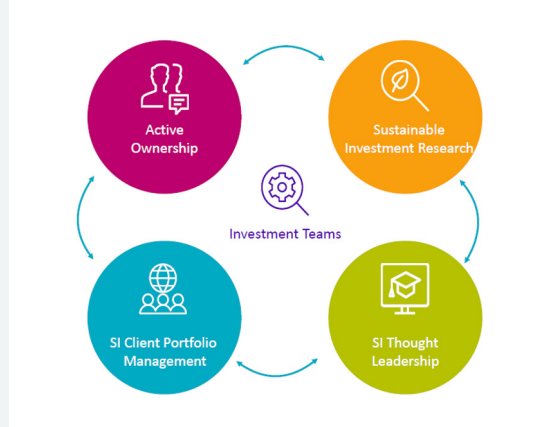 Active
Ownership
Sustainable
Investment Research
Investment Teams
SI Client Portfolio
Management
SI Thought
Leadership